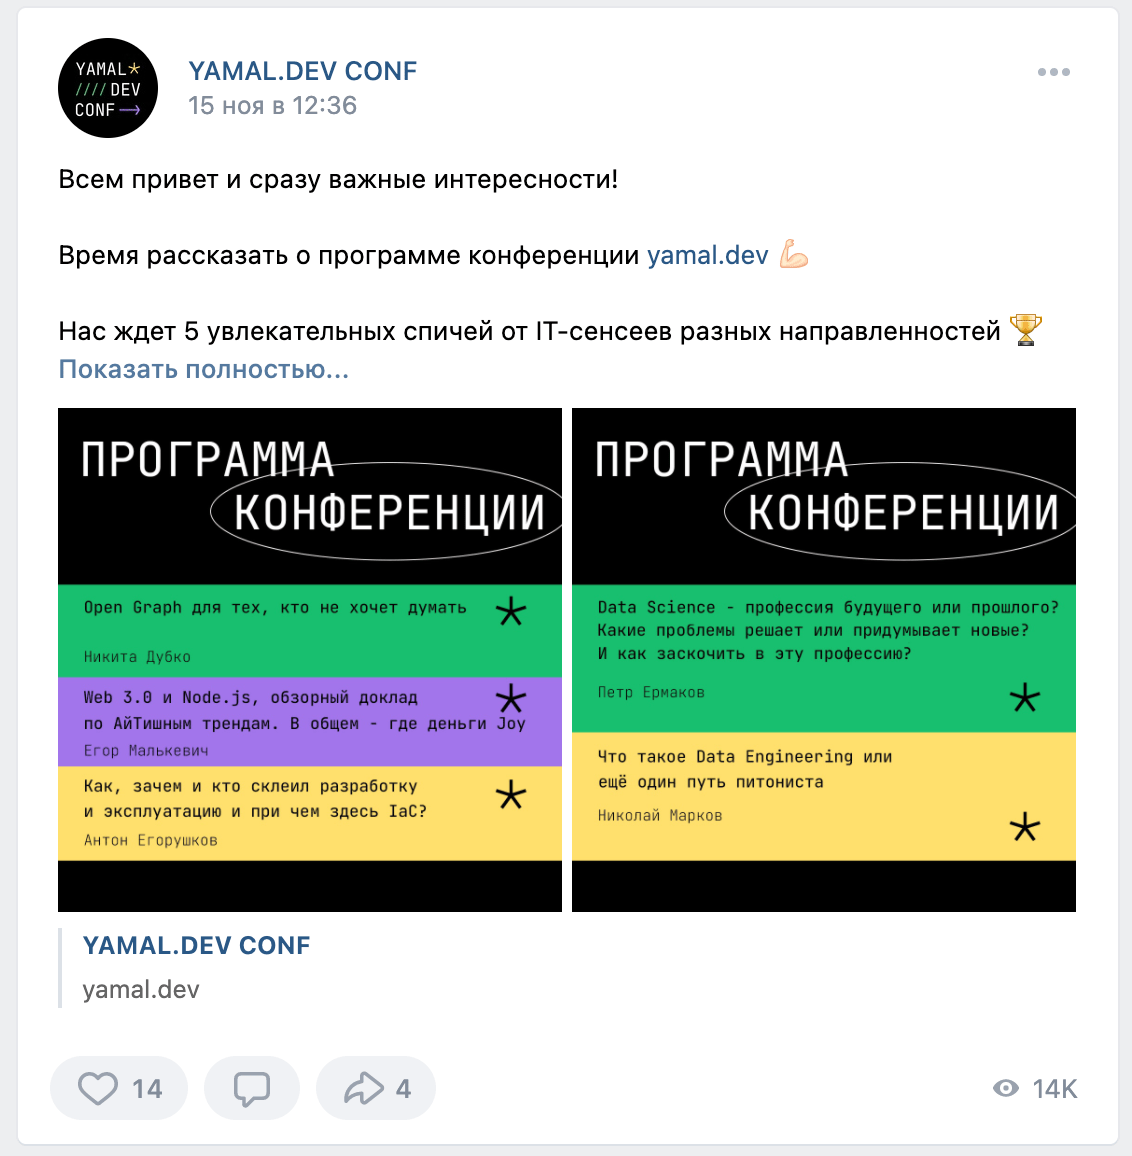 YAMAL*
////DEV
CONF→
YAMAL.DEV CONF
15 ноя в 12:36
Всем привет и сразу важные интересности!
Время рассказать о программе конференции yamal.dev 💪🏻
Нас ждет 5 увлекательных спичей от IT-сенсеев разных направленностей 🏆
Показать полностью...
ПРОГРАММА
КОНФЕРЕНЦИИ
Open Graph для тех, кто не хочет думать
Никита Дубко
Web 3.0 и Node.js, обзорный доклад
по АйТишным трендам. В общем - где деньги Joy
Егор Малькевич
Как, зачем и кто склеил разработку
и эксплуатацию и при чем здесь IaC?
Антон Егорушков
ПРОГРАММА
КОНФЕРЕНЦИИ
Data Science - профессия будущего или прошлого?
Какие проблемы решает или придумывает новые?
И как заскочить в эту профессию?
Петр Ермаков
Что такое Data Engineering или
ещё один путь питониста
Николай Марков
YAMAL.DEV CONF
yamal.dev
14
4
14K